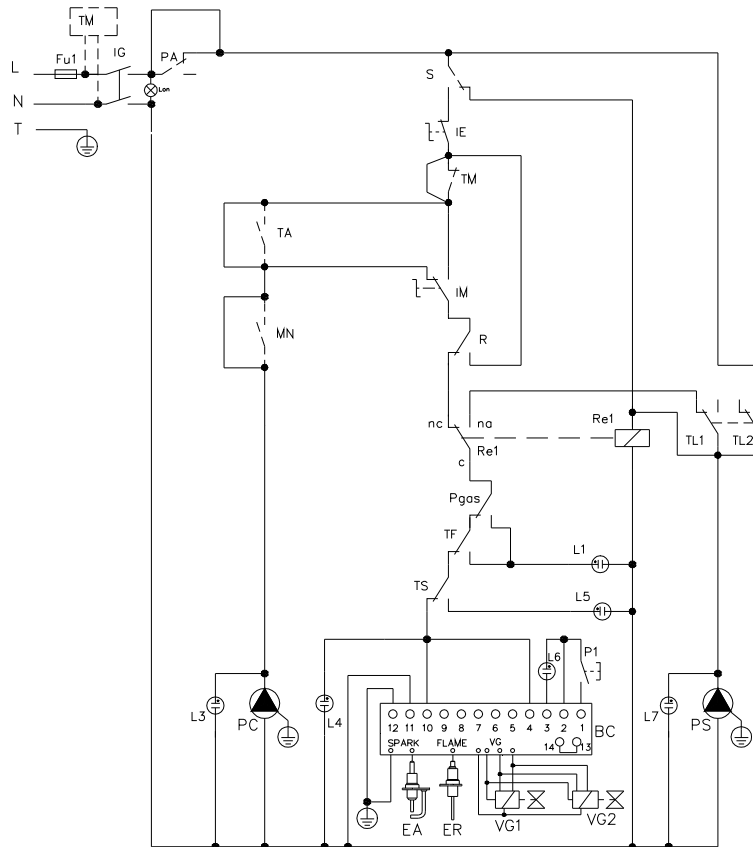 TM
L
Fu1
IG
PA
Lon
N
T
S
IE
TM
TA
IM
MN
R
nc
na
Re1
Re1
c
TL1
TL2
Pgas
TF
L1
TS
L5
L6
P1
L3
PC
L4
12 11 10 9 8 7 6 5 4 3 2 1
BC
SPARK FLAME VG
14 13
L7
PS
EA
ER
VG1
VG2